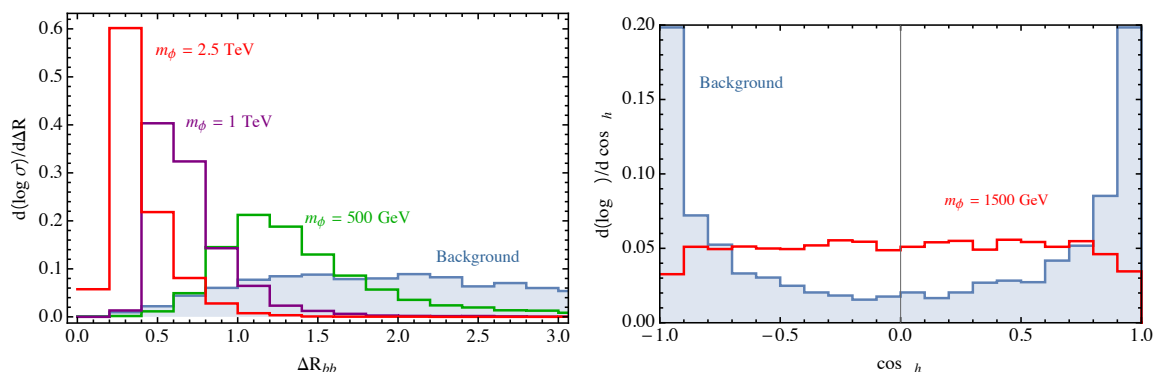 0.6
0.5
0.4
0.3
0.2
0.1
0.0
d(log σ)/dΔR
m_ϕ = 2.5 TeV
m_ϕ = 1 TeV
m_ϕ = 500 GeV
Background
0.0 0.5 1.0 1.5 2.0 2.5 3.0
ΔR_bb
0.20
0.15
0.10
0.05
0.00
d(log )/d cos h
Background
m_ϕ = 1500 GeV
−1.0 −0.5 0.0 0.5 1.0
cos h